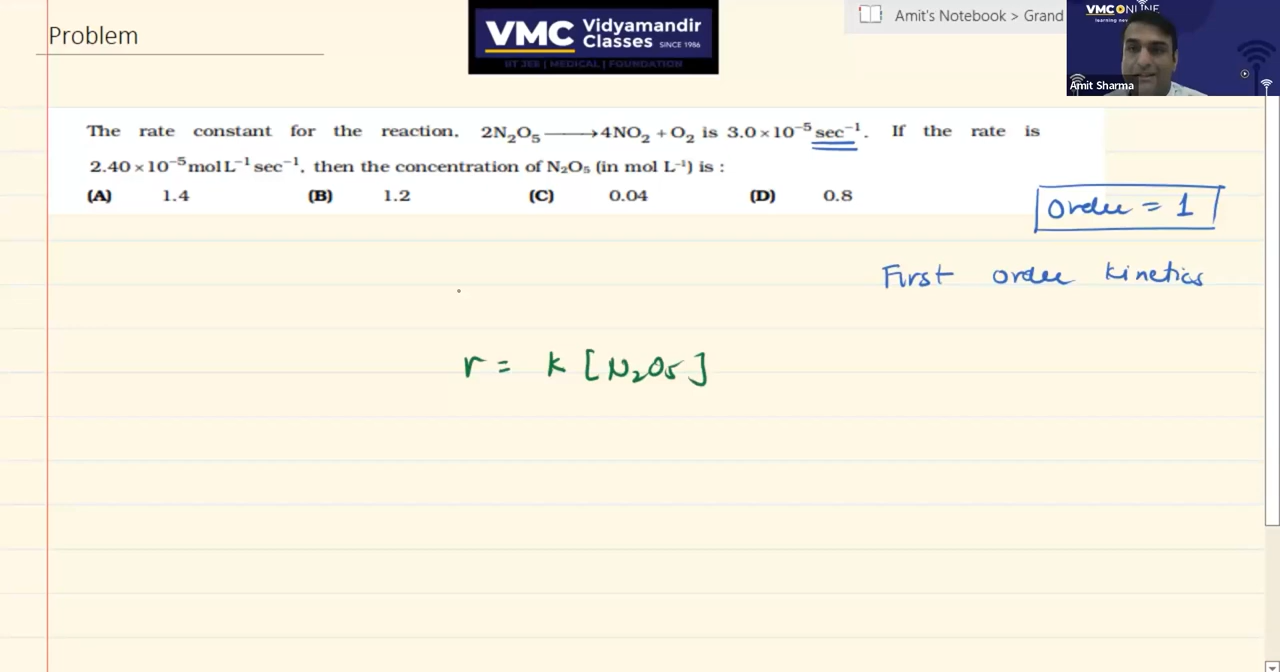 Problem
VMC Vidyamandir Classes SINCE 1986
IIT JEE | MEDICAL | FOUNDATION
Amit's Notebook > Grand
VMC ONLINE
Amit Sharma
The rate constant for the reaction, 2N₂O₅ ⟶ 4NO₂ + O₂ is 3.0 × 10⁻⁵ sec⁻¹. If the rate is
2.40 × 10⁻⁵ mol L⁻¹ sec⁻¹, then the concentration of N₂O₅ (in mol L⁻¹) is :
(A) 1.4 (B) 1.2 (C) 0.04 (D) 0.8
Order = 1
First order kinetics
r = k [N₂O₅]